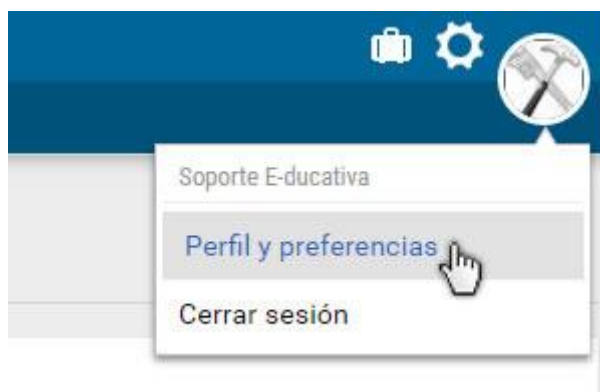 Soporte E-ducativa
Perfil y preferencias
Cerrar sesión